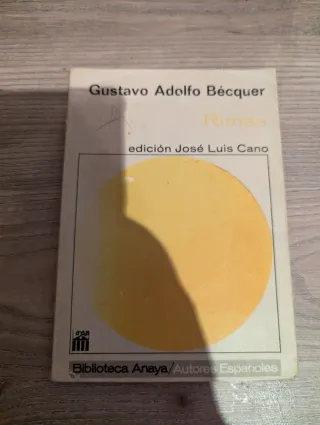 Gustavo Adolfo Bécquer
Rimas
edición José Luis Cano
Biblioteca Anaya/Autores Españoles